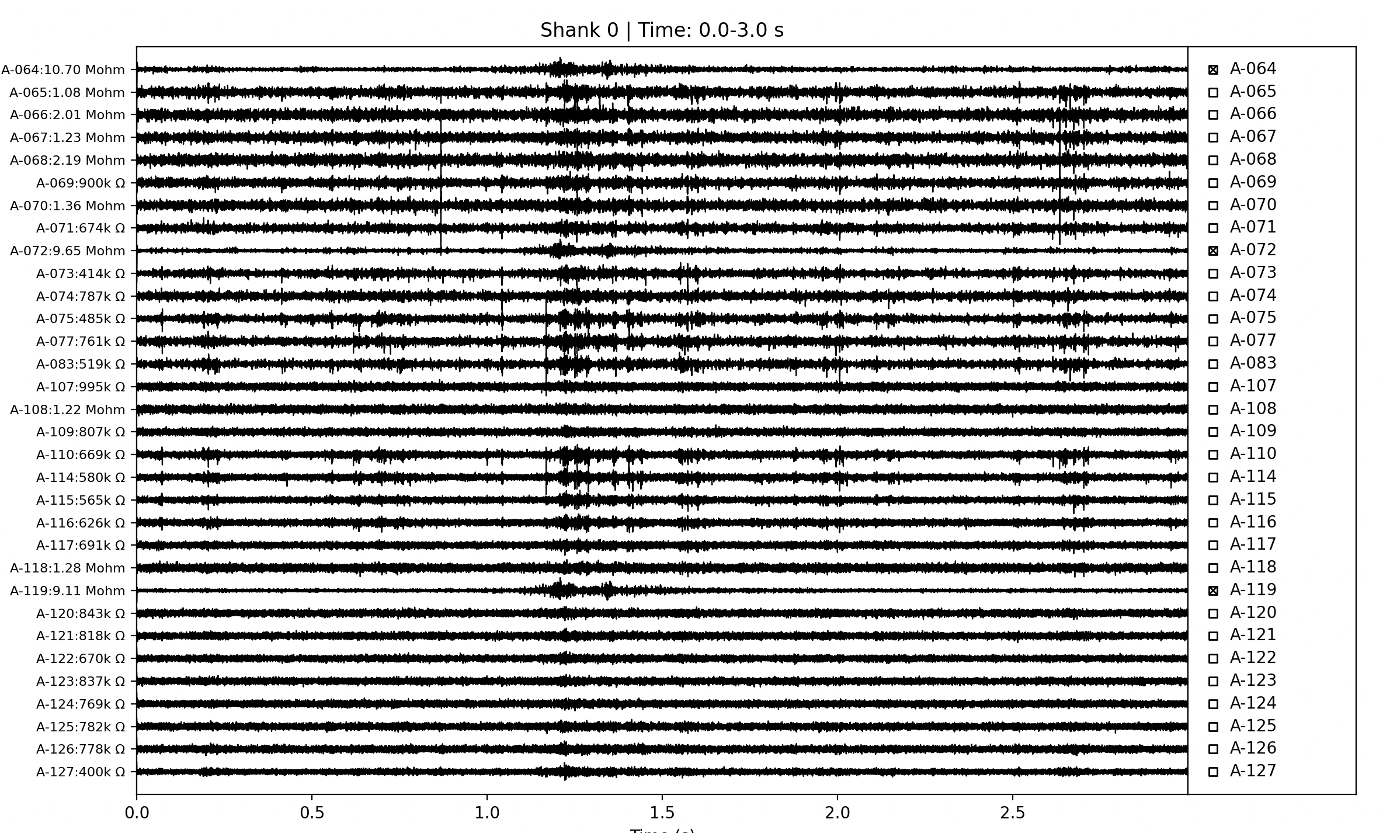 Shank 0 | Time: 0.0-3.0 s
A-064:10.70 Mohm
A-065:1.08 Mohm
A-066:2.01 Mohm
A-067:1.23 Mohm
A-068:2.19 Mohm
A-069:900k Ω
A-070:1.36 Mohm
A-071:674k Ω
A-072:9.65 Mohm
A-073:414k Ω
A-074:787k Ω
A-075:485k Ω
A-077:761k Ω
A-083:519k Ω
A-107:995k Ω
A-108:1.22 Mohm
A-109:807k Ω
A-110:669k Ω
A-114:580k Ω
A-115:565k Ω
A-116:626k Ω
A-117:691k Ω
A-118:1.28 Mohm
A-119:9.11 Mohm
A-120:843k Ω
A-121:818k Ω
A-122:670k Ω
A-123:837k Ω
A-124:769k Ω
A-125:782k Ω
A-126:778k Ω
A-127:400k Ω
0.0 0.5 1.0 1.5 2.0 2.5
Time (s)
A-064
A-065
A-066
A-067
A-068
A-069
A-070
A-071
A-072
A-073
A-074
A-075
A-077
A-083
A-107
A-108
A-109
A-110
A-114
A-115
A-116
A-117
A-118
A-119
A-120
A-121
A-122
A-123
A-124
A-125
A-126
A-127